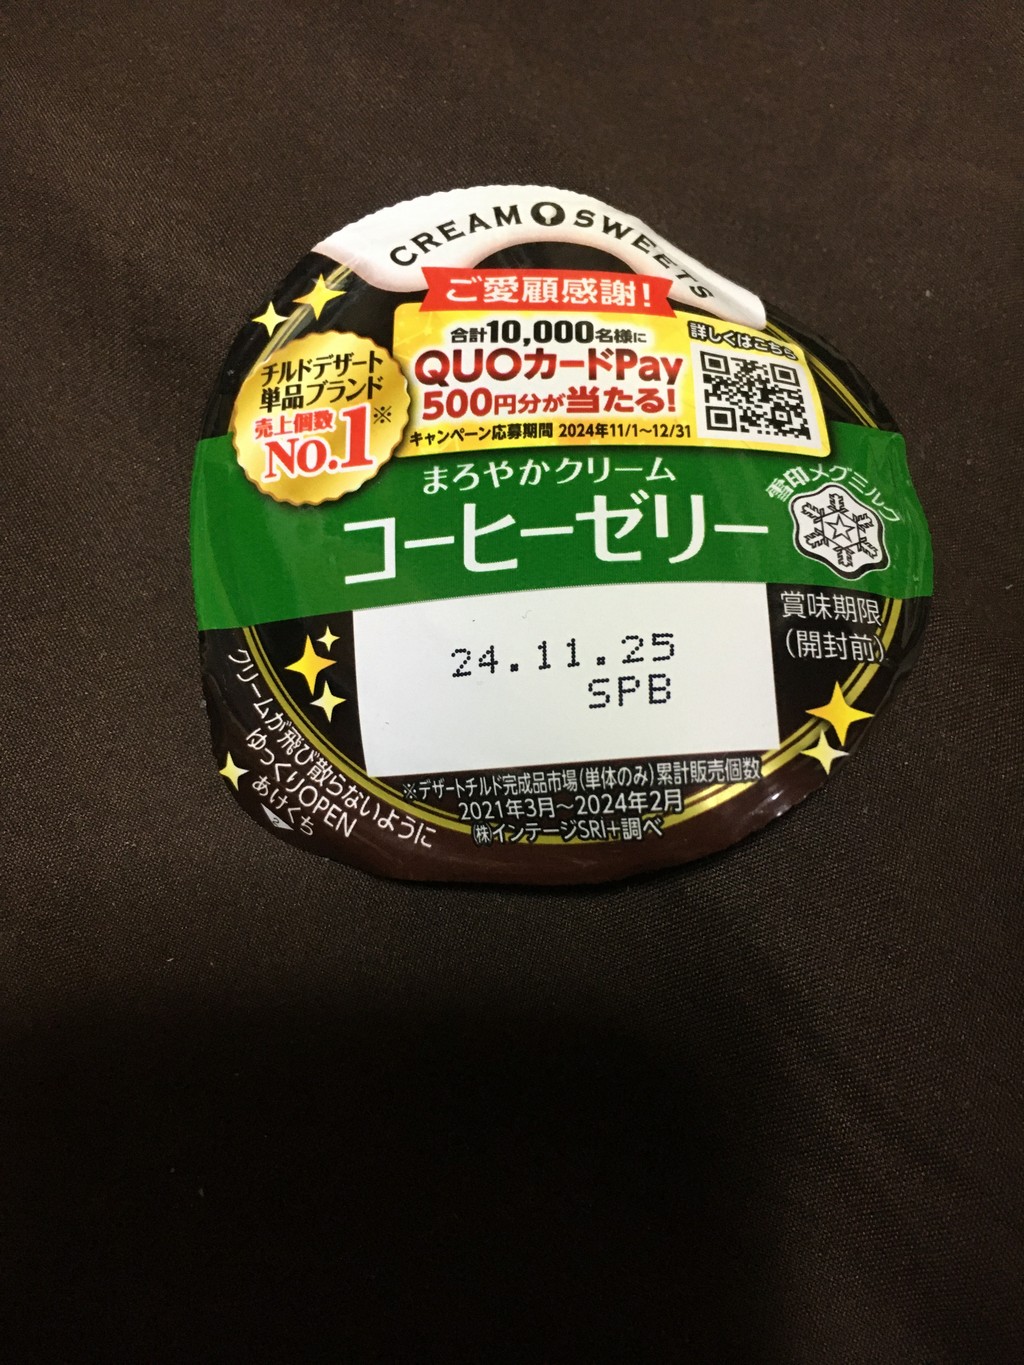 CREAM SWEETS
ご愛顧感謝!
合計10,000名様に
QUOカードPay
500円分が当たる!
キャンペーン応募期間 2024年11/1~12/31
詳しくはこちら
チルドデザート
単品ブランド
売上個数
No.1※
まろやかクリーム
コーヒーゼリー
雪印メグミルク
賞味期限
(開封前)
24.11.25
SPB
クリームが飛び散らないように
ゆっくりOPEN
あけくち
※デザートチルド完成品市場(単体のみ)累計販売個数
2021年3月~2024年2月
㈱インテージSRI+調べ